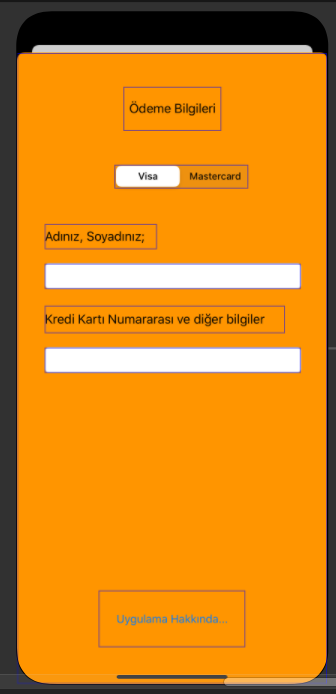 Ödeme Bilgileri
Visa Mastercard
Adınız, Soyadınız;
Kredi Kartı Numararası ve diğer bilgiler
Uygulama Hakkında...